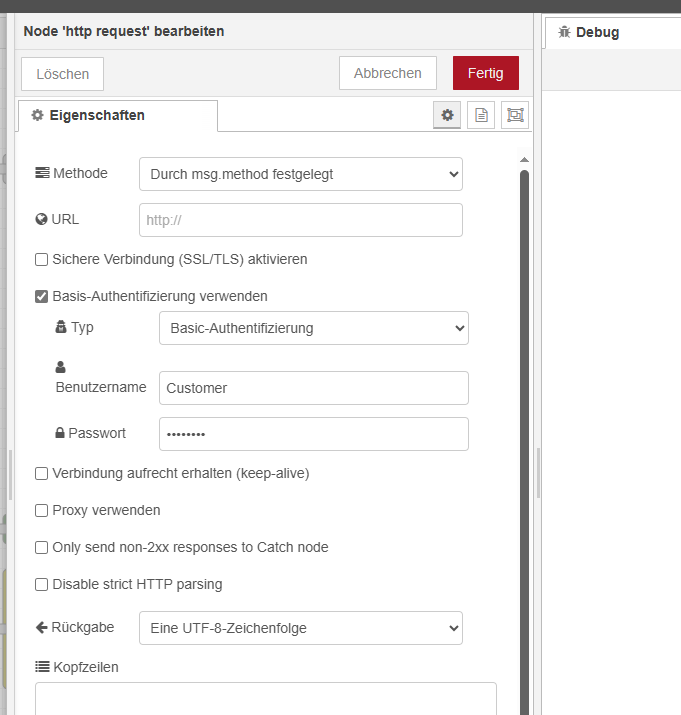 Node 'http request' bearbeiten
Debug
Löschen
Abbrechen
Fertig
Eigenschaften
Methode
Durch msg.method festgelegt
URL
http://
Sichere Verbindung (SSL/TLS) aktivieren
Basis-Authentifizierung verwenden
Typ
Basic-Authentifizierung
Benutzername
Customer
Passwort
••••••••
Verbindung aufrecht erhalten (keep-alive)
Proxy verwenden
Only send non-2xx responses to Catch node
Disable strict HTTP parsing
Rückgabe
Eine UTF-8-Zeichenfolge
Kopfzeilen